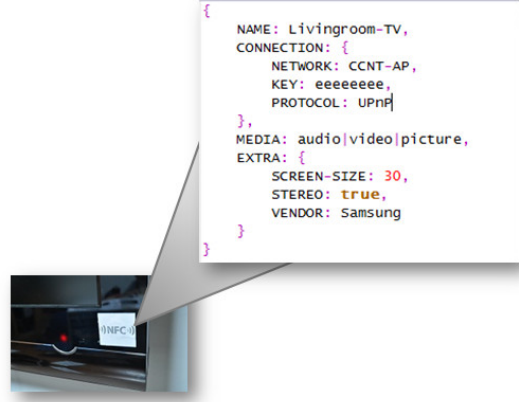 {
    NAME: Livingroom-TV,
    CONNECTION: {
        NETWORK: CCNT-AP,
        KEY: eeeeeeee,
        PROTOCOL: UPnP
    },
    MEDIA: audio|video|picture,
    EXTRA: {
        SCREEN-SIZE: 30,
        STEREO: true,
        VENDOR: Samsung
    }
}
NFC